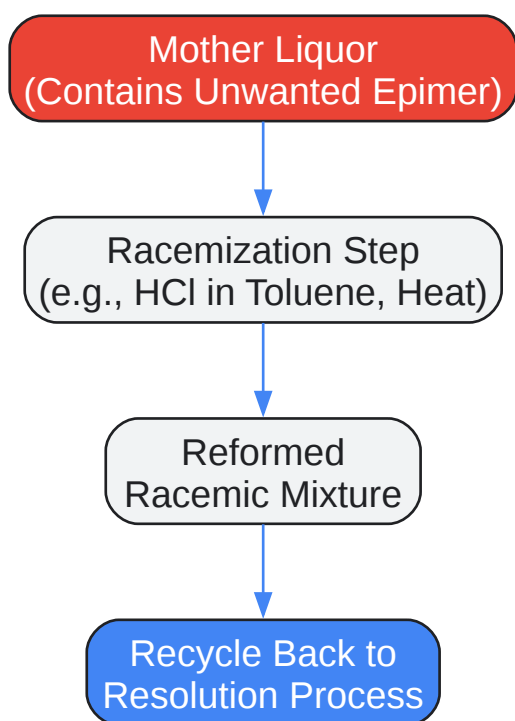 Mother Liquor
(Contains Unwanted Epimer)
Racemization Step
(e.g., HCl in Toluene, Heat)
Reformed
Racemic Mixture
Recycle Back to
Resolution Process